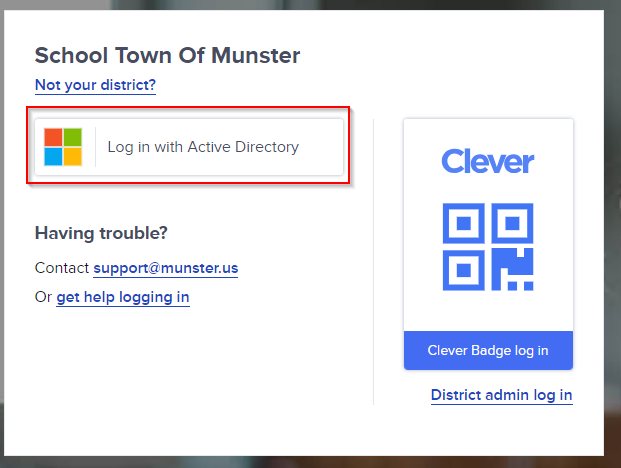 School Town Of Munster
Not your district?
Log in with Active Directory
Having trouble?
Contact support@munster.us
Or get help logging in
Clever
Clever Badge log in
District admin log in